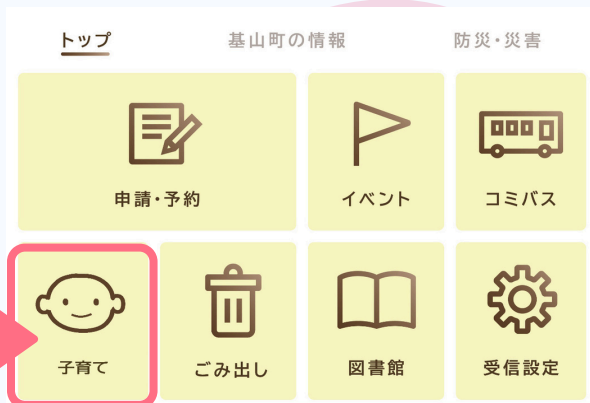 トップ 基山町の情報 防災・災害
申請・予約 イベント コミバス
子育て ごみ出し 図書館 受信設定